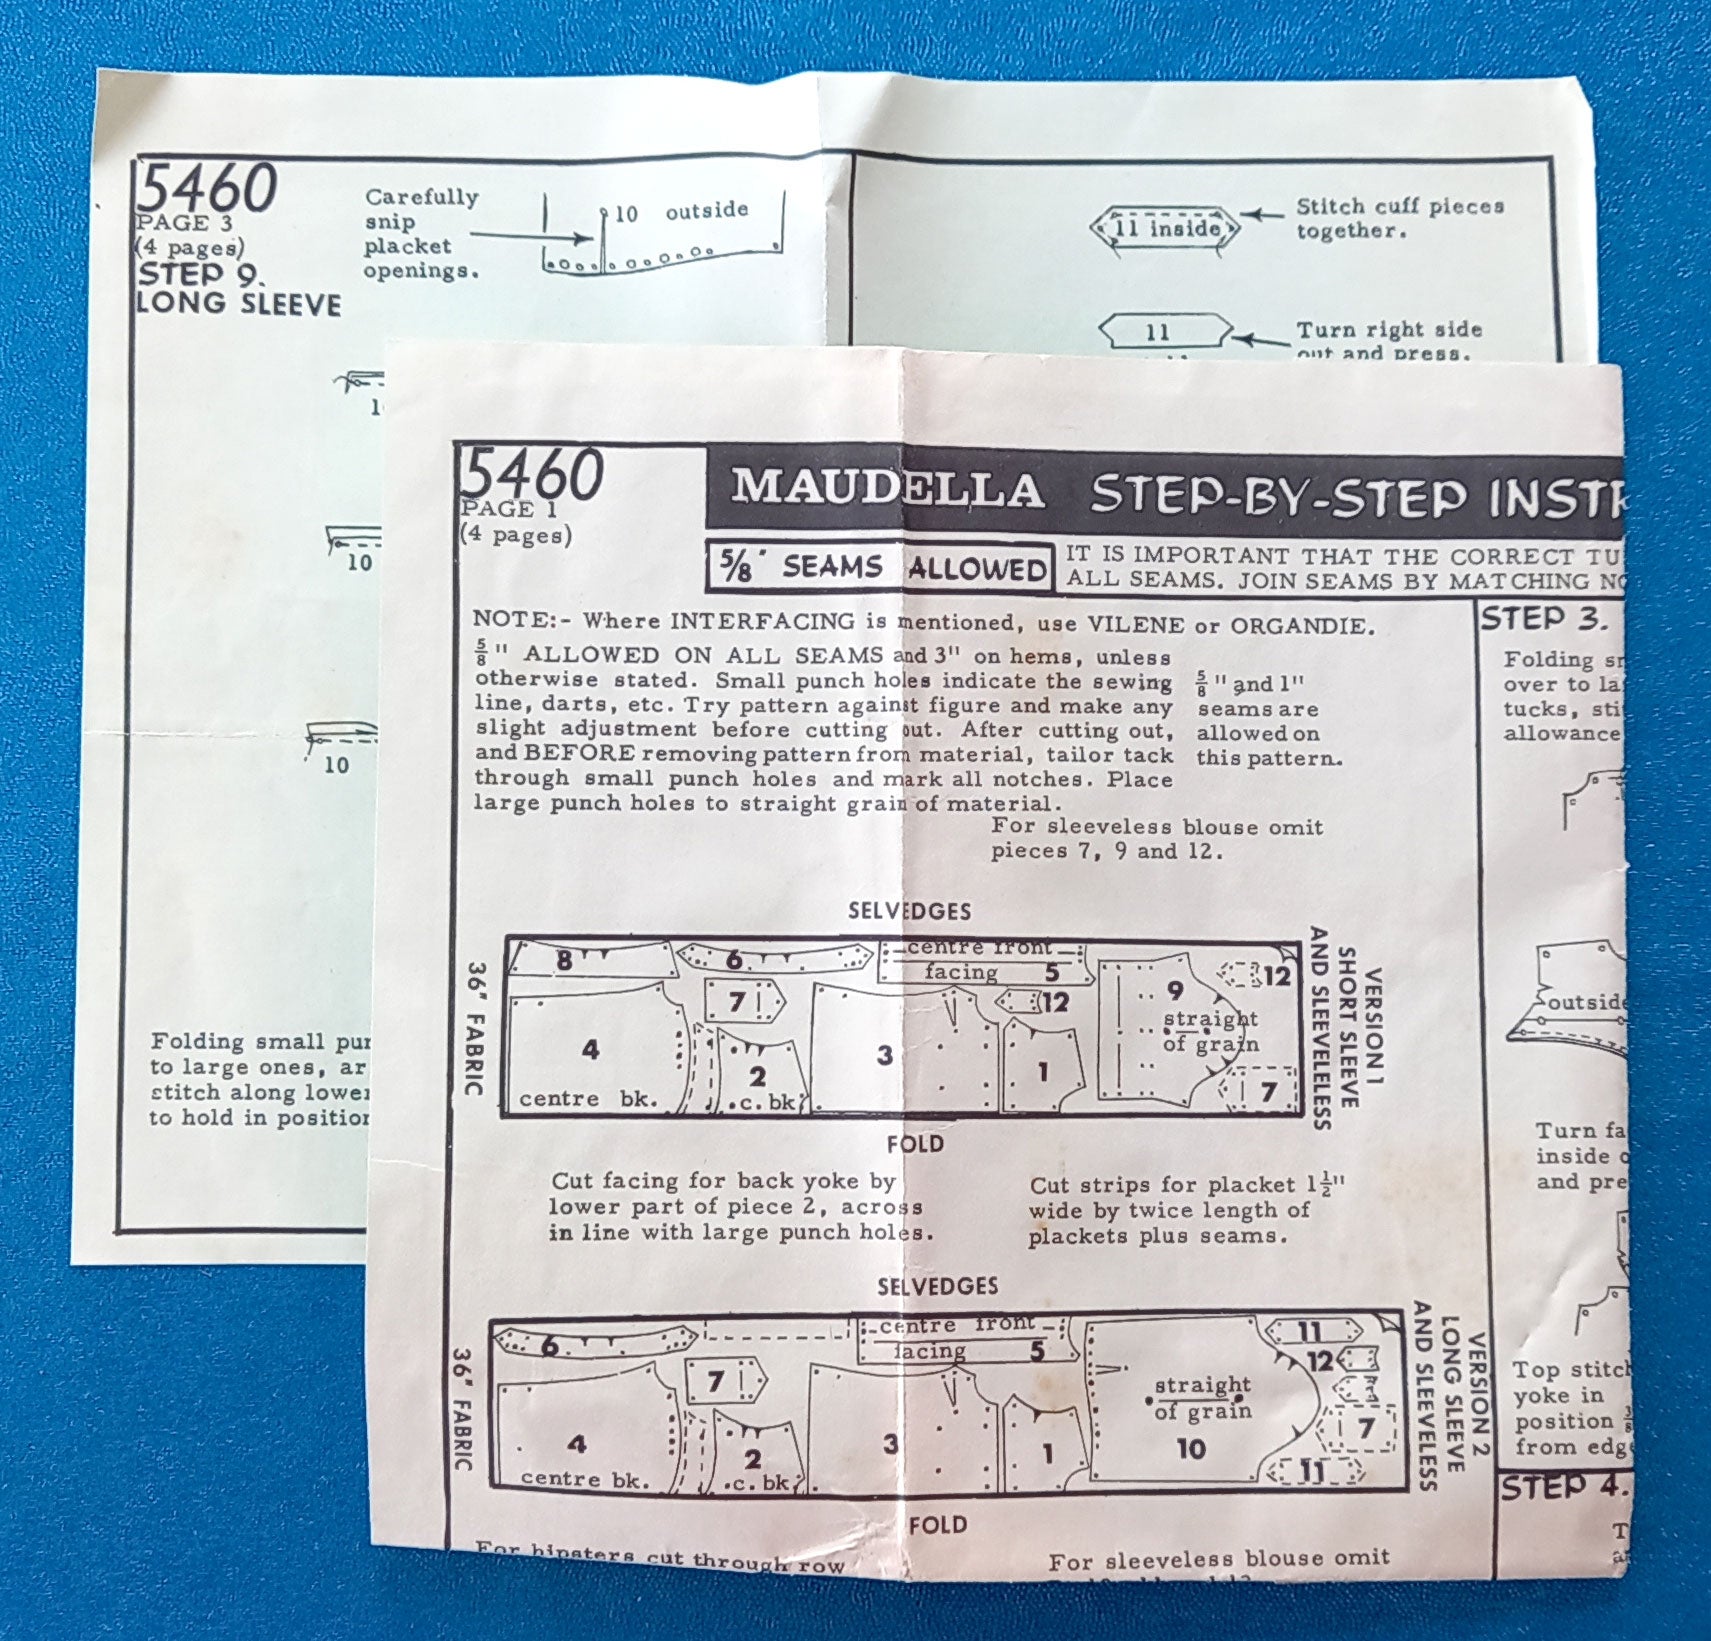 5460
PAGE 3
(4 pages)
STEP 9.
LONG SLEEVE
Carefully
snip
placket
openings.
10 outside
11 inside
Stitch cuff pieces
together.
11
Turn right side
out and press.
10
10
Folding small
to large ones,
stitch along
to hold in
5460
PAGE 1
(4 pages)
MAUDELLA STEP-BY-STEP
5/8" SEAMS ALLOWED
IT IS IMPORTANT THAT THE CORRECT
ALL SEAMS. JOIN SEAMS BY MATCHING
NOTE:- Where INTERFACING is mentioned, use VILENE or ORGANDIE.
5/8" ALLOWED ON ALL SEAMS and 3" on hems, unless
otherwise stated. Small punch holes indicate the sewing
line, darts, etc. Try pattern against figure and make any
slight adjustment before cutting out. After cutting out,
and BEFORE removing pattern from material, tailor tack
through small punch holes and mark all notches. Place
large punch holes to straight grain of material.
5/8" and 1"
seams are
allowed on
this pattern.
For sleeveless blouse omit
pieces 7, 9 and 12.
SELVEDGES
36" FABRIC
8
6
centre front
facing 5
12
7
12
9
straight
of grain
4
centre bk.
2
.c. bk
3
1
7
VERSION 1
SHORT SLEEVE
AND SLEEVELELESS
FOLD
Cut facing for back yoke by
lower part of piece 2, across
in line with large punch holes.
Cut strips for placket 1½"
wide by twice length of
plackets plus seams.
SELVEDGES
36" FABRIC
6
centre front
facing 5
11
12
7
straight
of grain
10
7
4
centre bk.
2
.c. bk
3
1
11
VERSION 2
LONG SLEEVE
AND SLEEVELESS
FOLD
For hipsters cut through row
For sleeveless blouse omit
STEP 3.
Folding
over to
tucks,
allowance
outside
Turn
inside
and
Top stitch
yoke in
position
from edge
STEP 4.